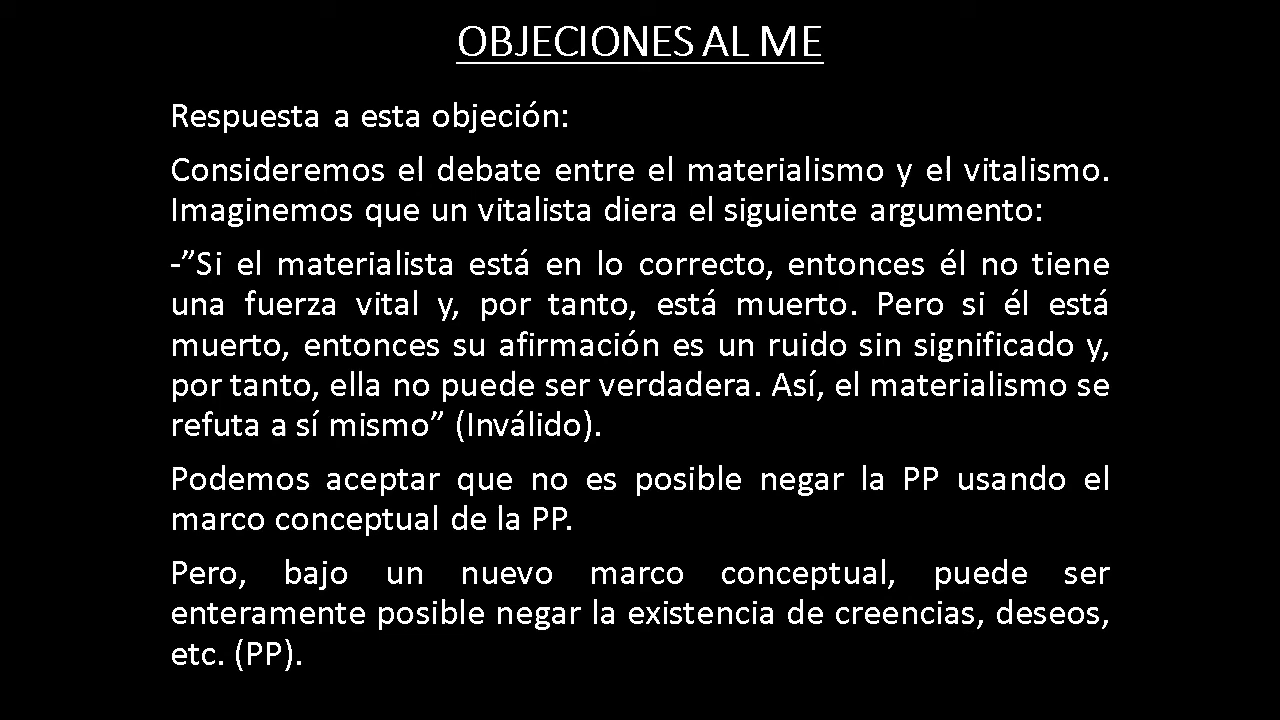 OBJECIONES AL ME
Respuesta a esta objeción:
Consideremos el debate entre el materialismo y el vitalismo.
Imaginemos que un vitalista diera el siguiente argumento:
-”Si el materialista está en lo correcto, entonces él no tiene
una fuerza vital y, por tanto, está muerto. Pero si él está
muerto, entonces su afirmación es un ruido sin significado y,
por tanto, ella no puede ser verdadera. Así, el materialismo se
refuta a sí mismo” (Inválido).
Podemos aceptar que no es posible negar la PP usando el
marco conceptual de la PP.
Pero, bajo un nuevo marco conceptual, puede ser
enteramente posible negar la existencia de creencias, deseos,
etc. (PP).